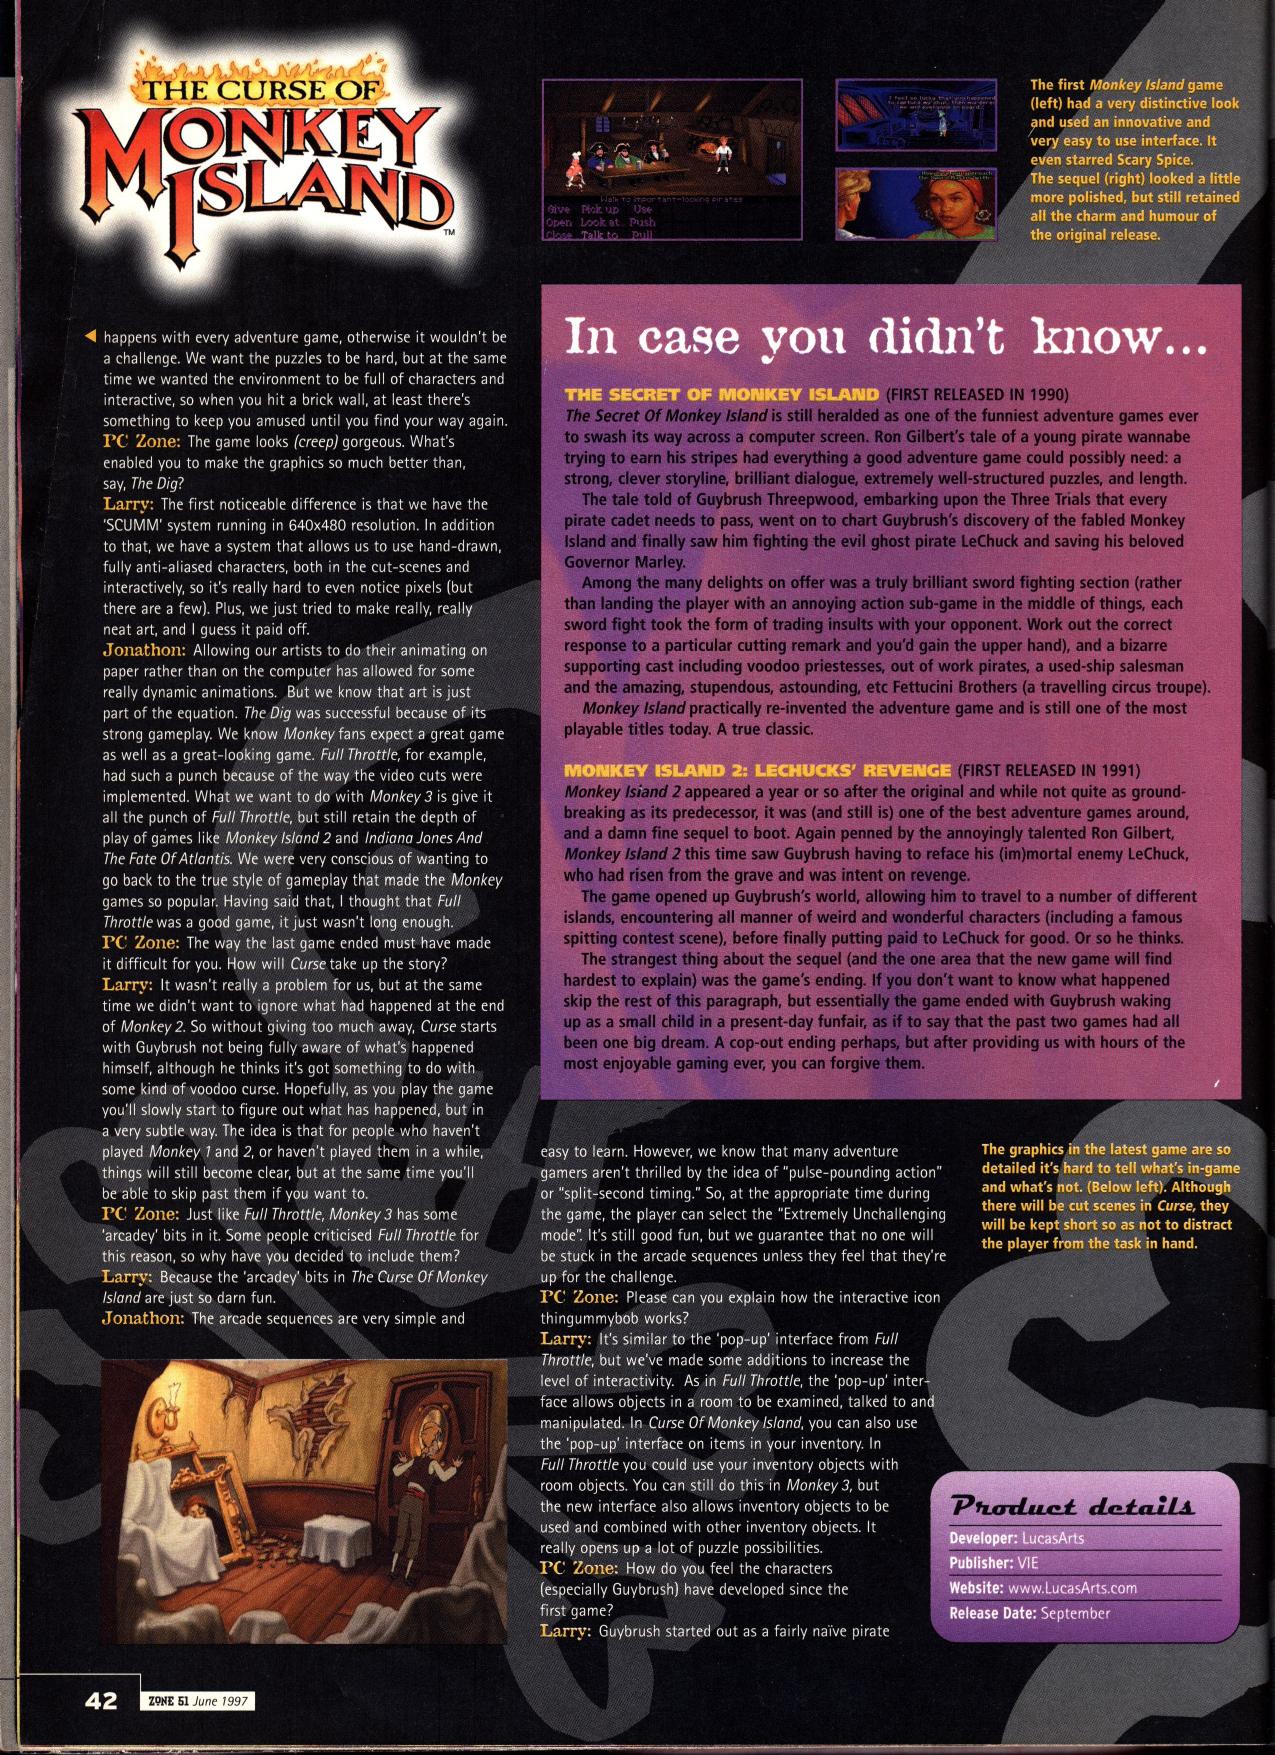 THE CURSE OF
MONKEY
ISLAND
TM
The first Monkey Island game
(left) had a very distinctive look
and used an innovative and
very easy to use interface. It
even starred Scary Spice.
The sequel (right) looked a little
more polished, but still retained
all the charm and humour of
the original release.
Walk to important-looking pirates
Give Pick up Use
Open Look at Push
Close Talk to Pull
happens with every adventure game, otherwise it wouldn't be
a challenge. We want the puzzles to be hard, but at the same
time we wanted the environment to be full of characters and
interactive, so when you hit a brick wall, at least there's
something to keep you amused until you find your way again.
PC Zone: The game looks (creep) gorgeous. What's
enabled you to make the graphics so much better than,
say, The Dig?
Larry: The first noticeable difference is that we have the
'SCUMM' system running in 640x480 resolution. In addition
to that, we have a system that allows us to use hand-drawn,
fully anti-aliased characters, both in the cut-scenes and
interactively, so it's really hard to even notice pixels (but
there are a few). Plus, we just tried to make really, really
neat art, and I guess it paid off.
Jonathon: Allowing our artists to do their animating on
paper rather than on the computer has allowed for some
really dynamic animations. But we know that art is just
part of the equation. The Dig was successful because of its
strong gameplay. We know Monkey fans expect a great game
as well as a great-looking game. Full Throttle, for example,
had such a punch because of the way the video cuts were
implemented. What we want to do with Monkey 3 is give it
all the punch of Full Throttle, but still retain the depth of
play of games like Monkey Island 2 and Indiana Jones And
The Fate Of Atlantis. We were very conscious of wanting to
go back to the true style of gameplay that made the Monkey
games so popular. Having said that, I thought that Full
Throttle was a good game, it just wasn't long enough.
PC Zone: The way the last game ended must have made
it difficult for you. How will Curse take up the story?
Larry: It wasn't really a problem for us, but at the same
time we didn't want to ignore what had happened at the end
of Monkey 2. So without giving too much away, Curse starts
with Guybrush not being fully aware of what's happened
himself, although he thinks it's got something to do with
some kind of voodoo curse. Hopefully, as you play the game
you'll slowly start to figure out what has happened, but in
a very subtle way. The idea is that for people who haven't
played Monkey 1 and 2, or haven't played them in a while,
things will still become clear, but at the same time you'll
be able to skip past them if you want to.
PC Zone: Just like Full Throttle, Monkey 3 has some
'arcadey' bits in it. Some people criticised Full Throttle for
this reason, so why have you decided to include them?
Larry: Because the 'arcadey' bits in The Curse Of Monkey
Island are just so darn fun.
Jonathon: The arcade sequences are very simple and
In case you didn't know...
THE SECRET OF MONKEY ISLAND (FIRST RELEASED IN 1990)
The Secret Of Monkey Island is still heralded as one of the funniest adventure games ever
to swash its way across a computer screen. Ron Gilbert's tale of a young pirate wannabe
trying to earn his stripes had everything a good adventure game could possibly need: a
strong, clever storyline, brilliant dialogue, extremely well-structured puzzles, and length.
The tale told of Guybrush Threepwood, embarking upon the Three Trials that every
pirate cadet needs to pass, went on to chart Guybrush's discovery of the fabled Monkey
Island and finally saw him fighting the evil ghost pirate LeChuck and saving his beloved
Governor Marley.
Among the many delights on offer was a truly brilliant sword fighting section (rather
than landing the player with an annoying action sub-game in the middle of things, each
sword fight took the form of trading insults with your opponent. Work out the correct
response to a particular cutting remark and you'd gain the upper hand), and a bizarre
supporting cast including voodoo priestesses, out of work pirates, a used-ship salesman
and the amazing, stupendous, astounding, etc Fettucini Brothers (a travelling circus troupe).
Monkey Island practically re-invented the adventure game and is still one of the most
playable titles today. A true classic.
MONKEY ISLAND 2: LECHUCKS' REVENGE (FIRST RELEASED IN 1991)
Monkey Island 2 appeared a year or so after the original and while not quite as ground-
breaking as its predecessor, it was (and still is) one of the best adventure games around,
and a damn fine sequel to boot. Again penned by the annoyingly talented Ron Gilbert,
Monkey Island 2 this time saw Guybrush having to reface his (im)mortal enemy LeChuck,
who had risen from the grave and was intent on revenge.
The game opened up Guybrush's world, allowing him to travel to a number of different
islands, encountering all manner of weird and wonderful characters (including a famous
spitting contest scene), before finally putting paid to LeChuck for good. Or so he thinks.
The strangest thing about the sequel (and the one area that the new game will find
hardest to explain) was the game's ending. If you don't want to know what happened
skip the rest of this paragraph, but essentially the game ended with Guybrush waking
up as a small child in a present-day funfair, as if to say that the past two games had all
been one big dream. A cop-out ending perhaps, but after providing us with hours of the
most enjoyable gaming ever, you can forgive them.
easy to learn. However, we know that many adventure
gamers aren't thrilled by the idea of "pulse-pounding action"
or "split-second timing." So, at the appropriate time during
the game, the player can select the "Extremely Unchallenging
mode". It's still good fun, but we guarantee that no one will
be stuck in the arcade sequences unless they feel that they're
up for the challenge.
PC Zone: Please can you explain how the interactive icon
thingummybob works?
Larry: It's similar to the 'pop-up' interface from Full
Throttle, but we've made some additions to increase the
level of interactivity. As in Full Throttle, the 'pop-up' inter-
face allows objects in a room to be examined, talked to and
manipulated. In Curse Of Monkey Island, you can also use
the 'pop-up' interface on items in your inventory. In
Full Throttle you could use your inventory objects with
room objects. You can still do this in Monkey 3, but
the new interface also allows inventory objects to be
used and combined with other inventory objects. It
really opens up a lot of puzzle possibilities.
PC Zone: How do you feel the characters
(especially Guybrush) have developed since the
first game?
Larry: Guybrush started out as a fairly naïve pirate
The graphics in the latest game are so
detailed it's hard to tell what's in-game
and what's not. (Below left). Although
there will be cut scenes in Curse, they
will be kept short so as not to distract
the player from the task in hand.
Product details
Developer: LucasArts
Publisher: VIE
Website: www.LucasArts.com
Release Date: September
42
ZONE 51 June 1997